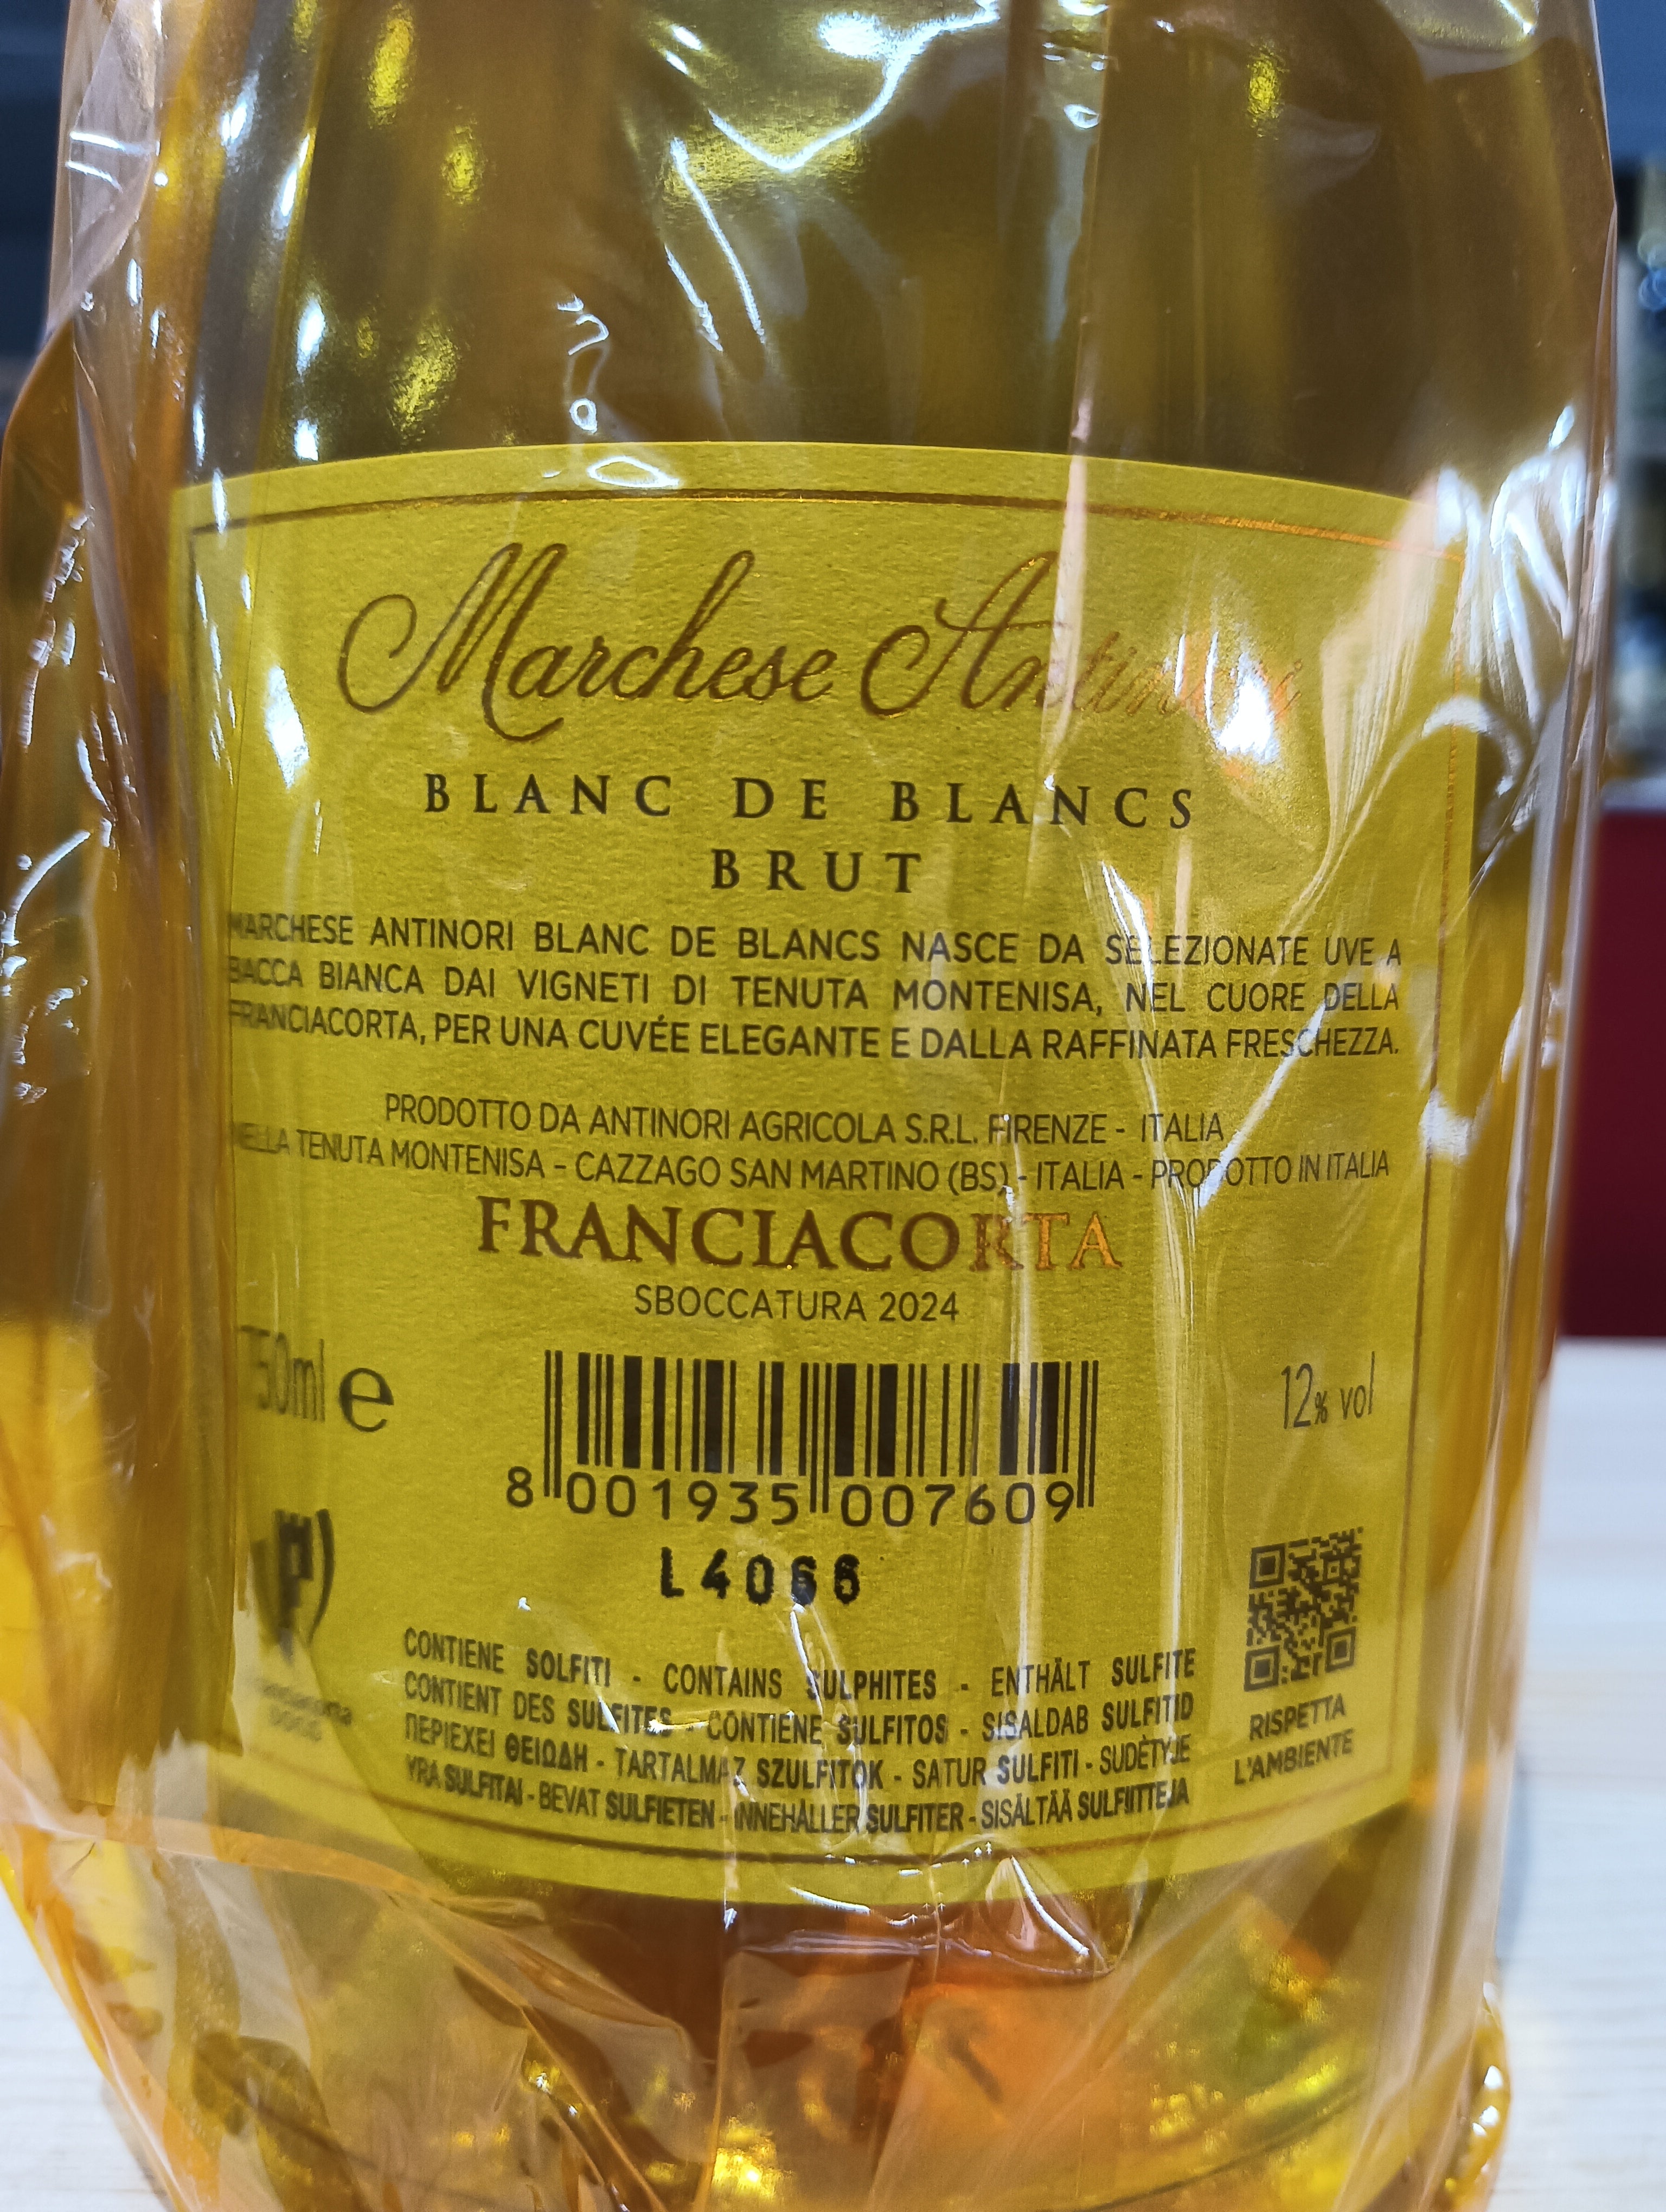 Marchese Antinori
BLANC DE BLANCS
BRUT
MARCHESE ANTINORI BLANC DE BLANCS NASCE DA SELEZIONATE UVE A
BACCA BIANCA DAI VIGNETI DI TENUTA MONTENISA, NEL CUORE DELLA
FRANCIACORTA, PER UNA CUVÉE ELEGANTE E DALLA RAFFINATA FRESCHEZZA.
PRODOTTO DA ANTINORI AGRICOLA S.R.L. FIRENZE - ITALIA
NELLA TENUTA MONTENISA - CAZZAGO SAN MARTINO (BS) - ITALIA - PRODOTTO IN ITALIA
FRANCIACORTA
SBOCCATURA 2024
750ml e
12% vol
8 001935 007609
L4066
CONTIENE SOLFITI - CONTAINS SULPHITES - ENTHÄLT SULFITE
CONTIENT DES SULFITES - CONTIENE SULFITOS - SISALDAB SULFITID
ΠΕΡΙΕΧΕΙ ΘΕΙΩΔΗ - TARTALMAZ SZULFITOK - SATUR SULFITI - SUDĖTYJE
YRA SULFITAI - BEVAT SULFIETEN - INNEHÅLLER SULFITER - SISÄLTÄÄ SULFIITTEJA
RISPETTA
L'AMBIENTE